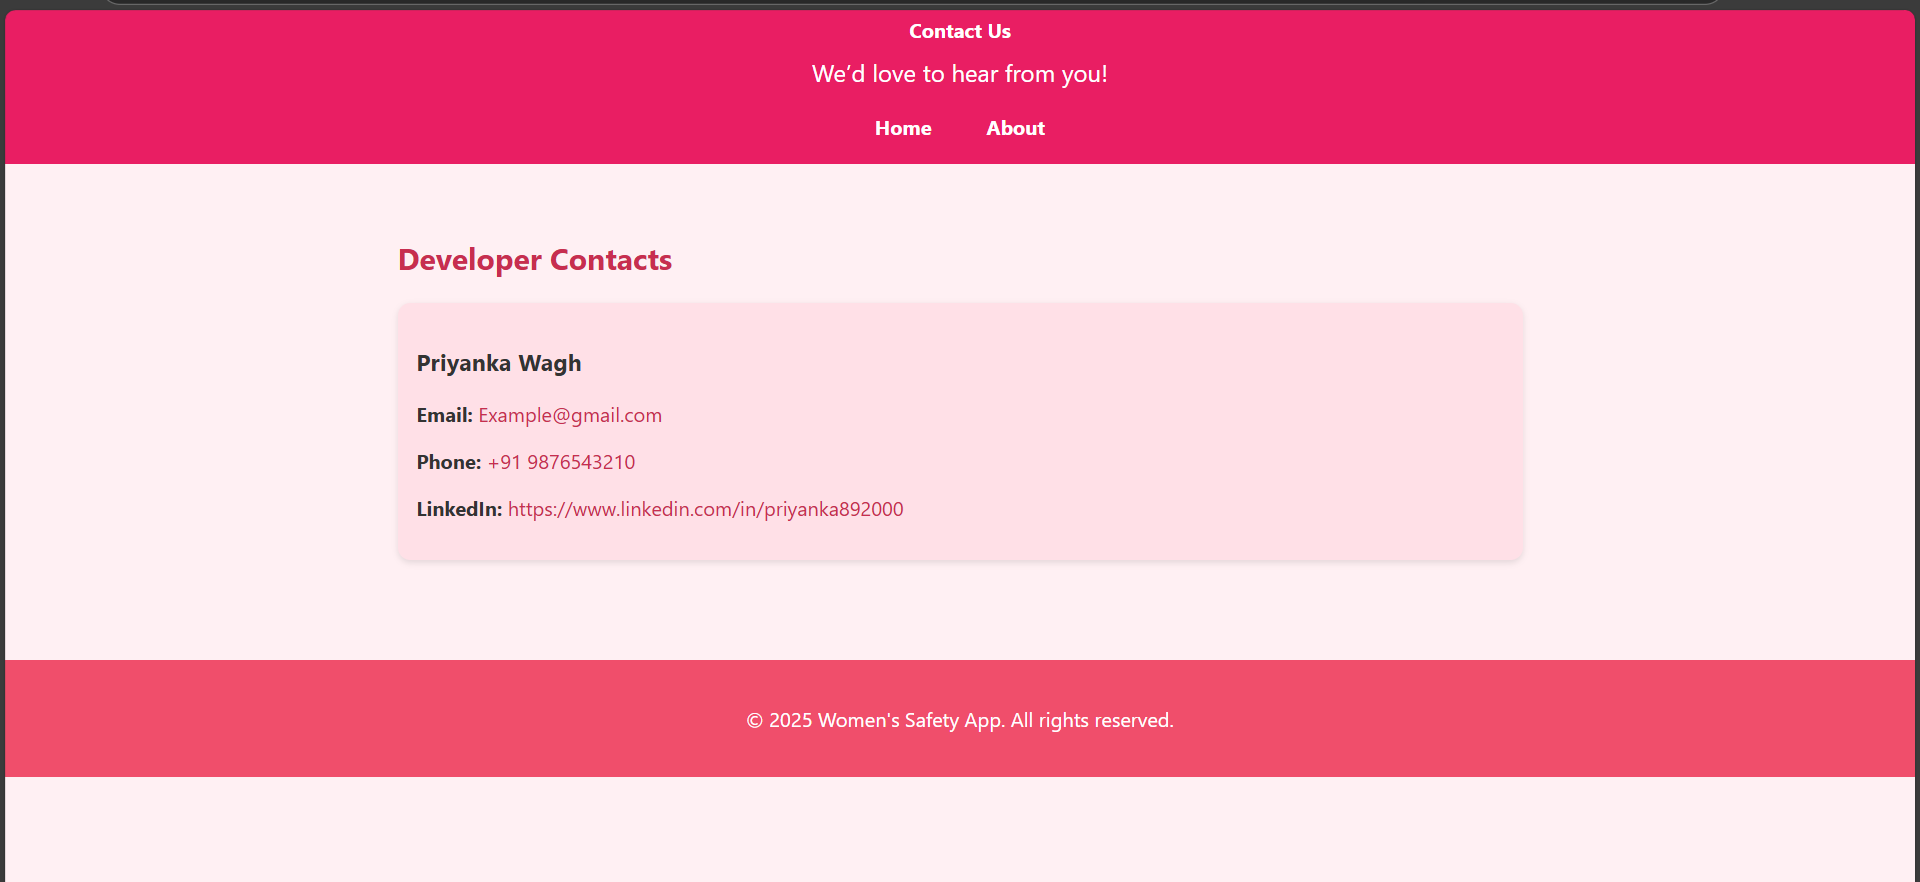 Contact Us
We’d love to hear from you!
Home About
Developer Contacts
Priyanka Wagh
Email: Example@gmail.com
Phone: +91 9876543210
LinkedIn: https://www.linkedin.com/in/priyanka892000
© 2025 Women's Safety App. All rights reserved.